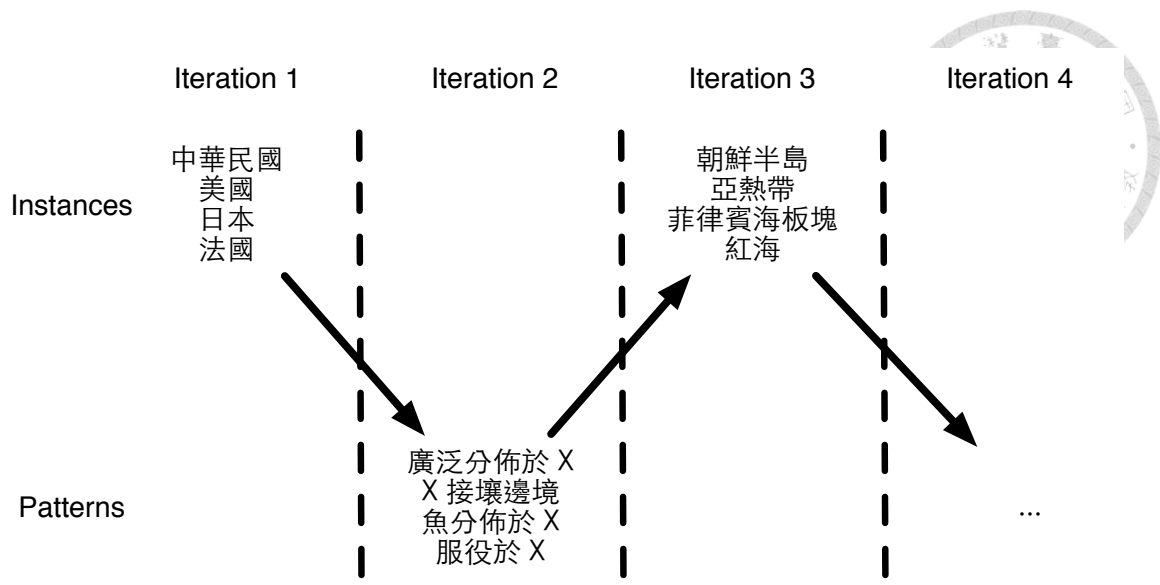 Iteration 1
Iteration 2
Iteration 3
Iteration 4
Instances
中華民國
美國
日本
法國
朝鮮半島
亞熱帶
菲律賓海板塊
紅海
Patterns
廣泛分佈於 X
X 接壤邊境
魚分佈於 X
服役於 X
...